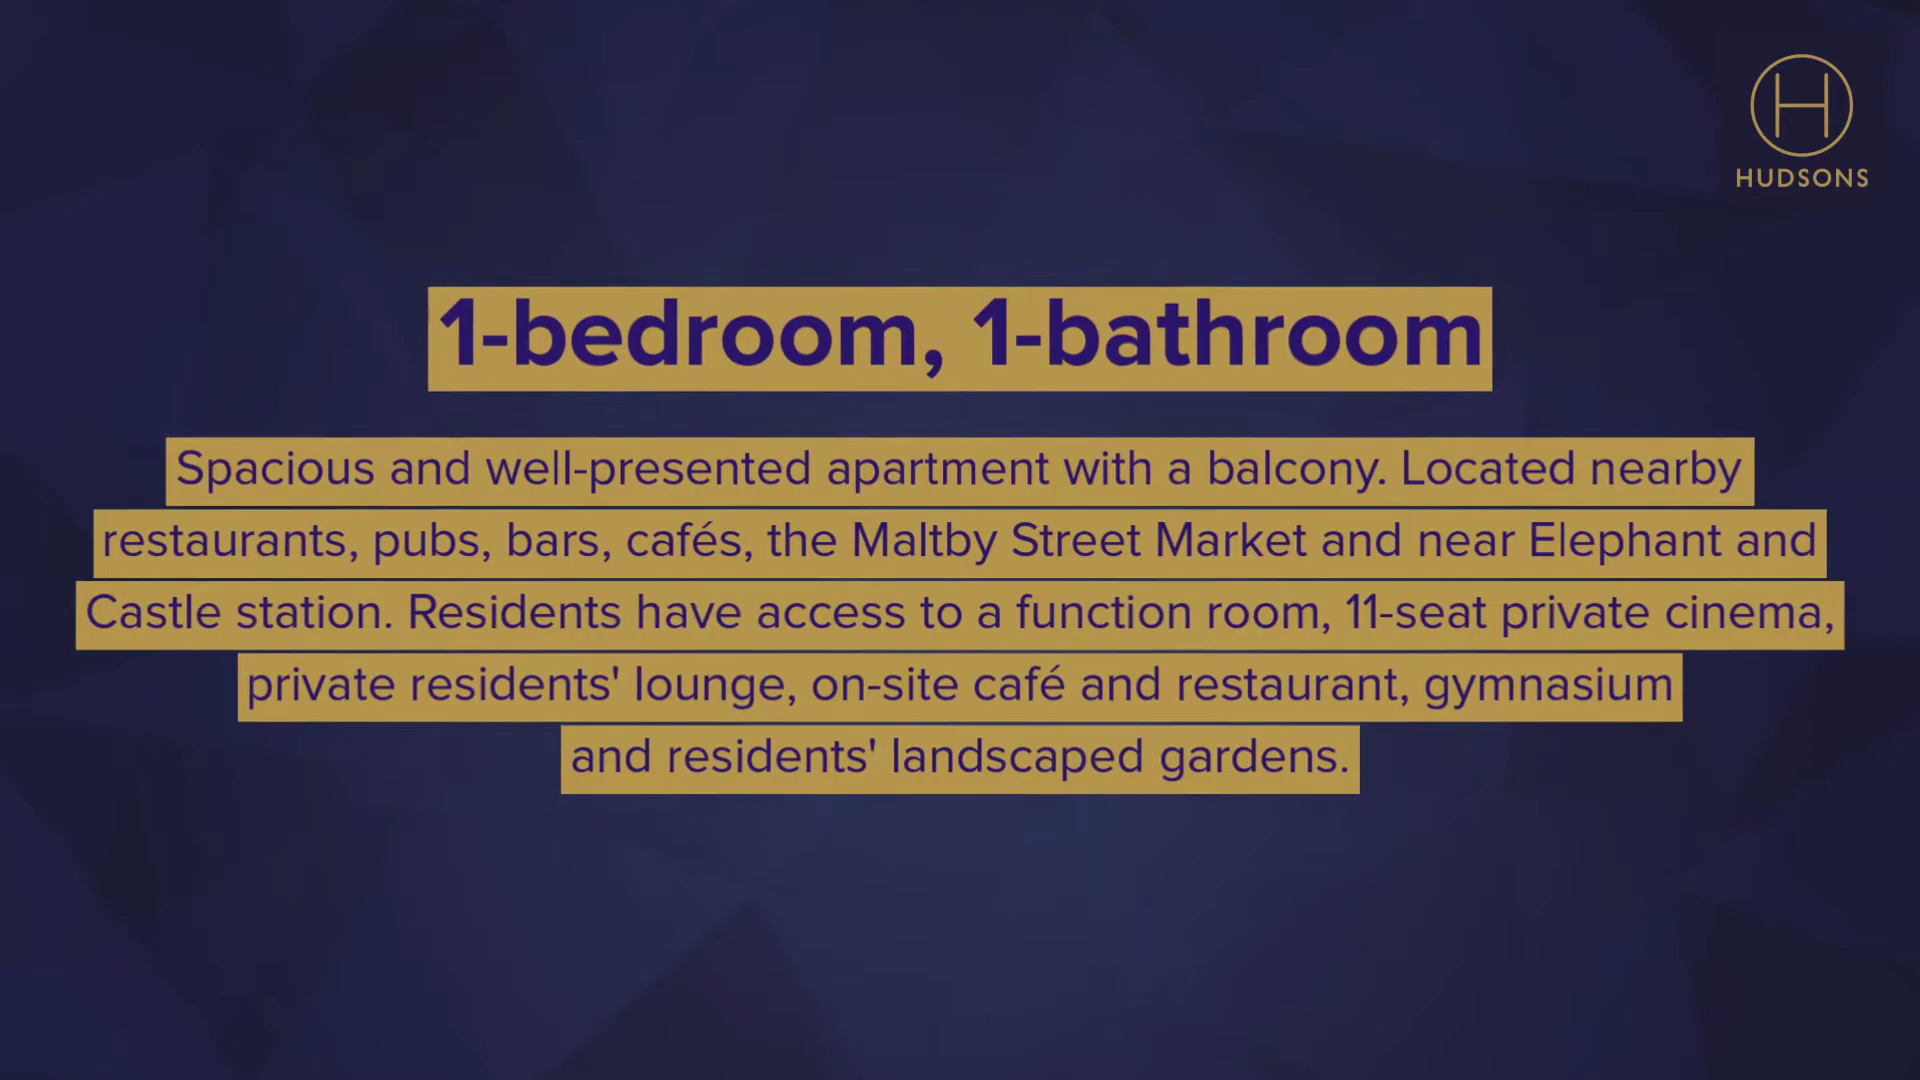 H
HUDSONS
1-bedroom, 1-bathroom
Spacious and well-presented apartment with a balcony. Located nearby
restaurants, pubs, bars, cafés, the Maltby Street Market and near Elephant and
Castle station. Residents have access to a function room, 11-seat private cinema,
private residents' lounge, on-site café and restaurant, gymnasium
and residents' landscaped gardens.